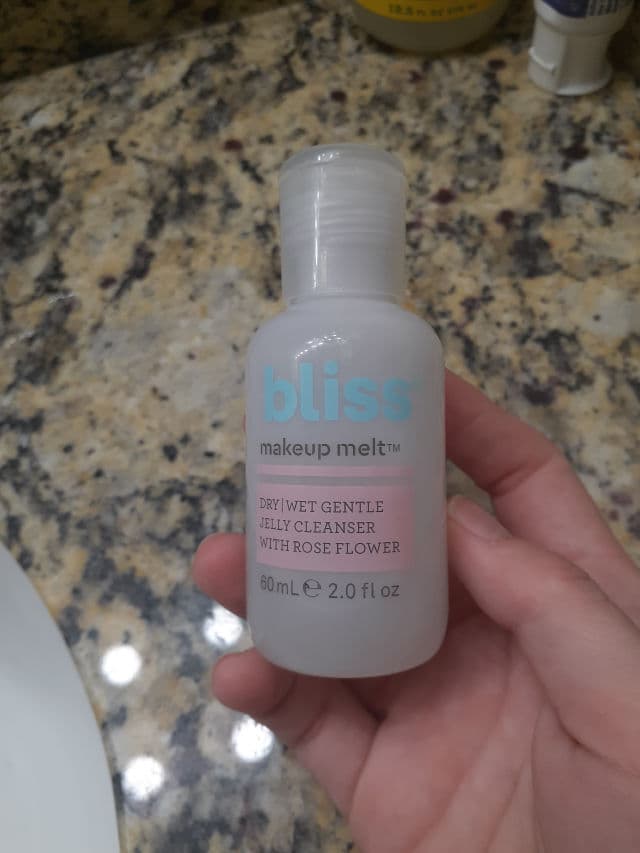 bliss
makeup melt™
DRY|WET GENTLE
JELLY CLEANSER
WITH ROSE FLOWER
60 mL ℮ 2.0 fl oz